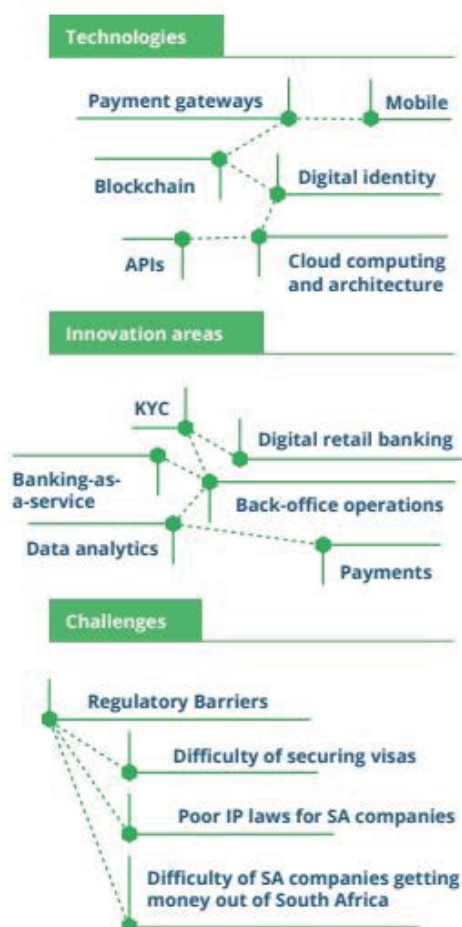 Technologies
Payment gateways
Mobile
Blockchain
Digital identity
APIs
Cloud computing
and architecture
Innovation areas
KYC
Digital retail banking
Banking-as-
a-service
Back-office operations
Data analytics
Payments
Challenges
Regulatory Barriers
Difficulty of securing visas
Poor IP laws for SA companies
Difficulty of SA companies getting
money out of South Africa